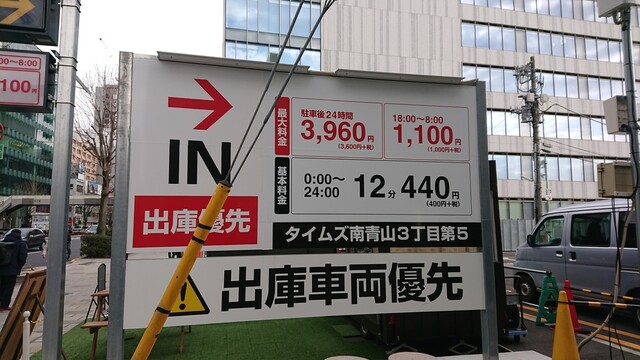 00~8:00
100円
IN
出庫優先
最大料金
駐車後24時間
3,960円
(3,600円+税)
18:00~8:00
1,100円
(1,000円+税)
基本料金
0:00~
24:00
12分 440円
(400円+税)
タイムズ南青山3丁目第5
出庫車両優先